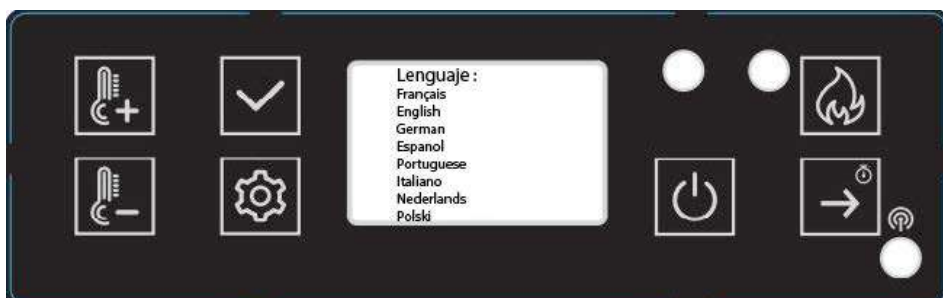 Lenguaje :
Français
English
German
Espanol
Portuguese
Italiano
Nederlands
Polski